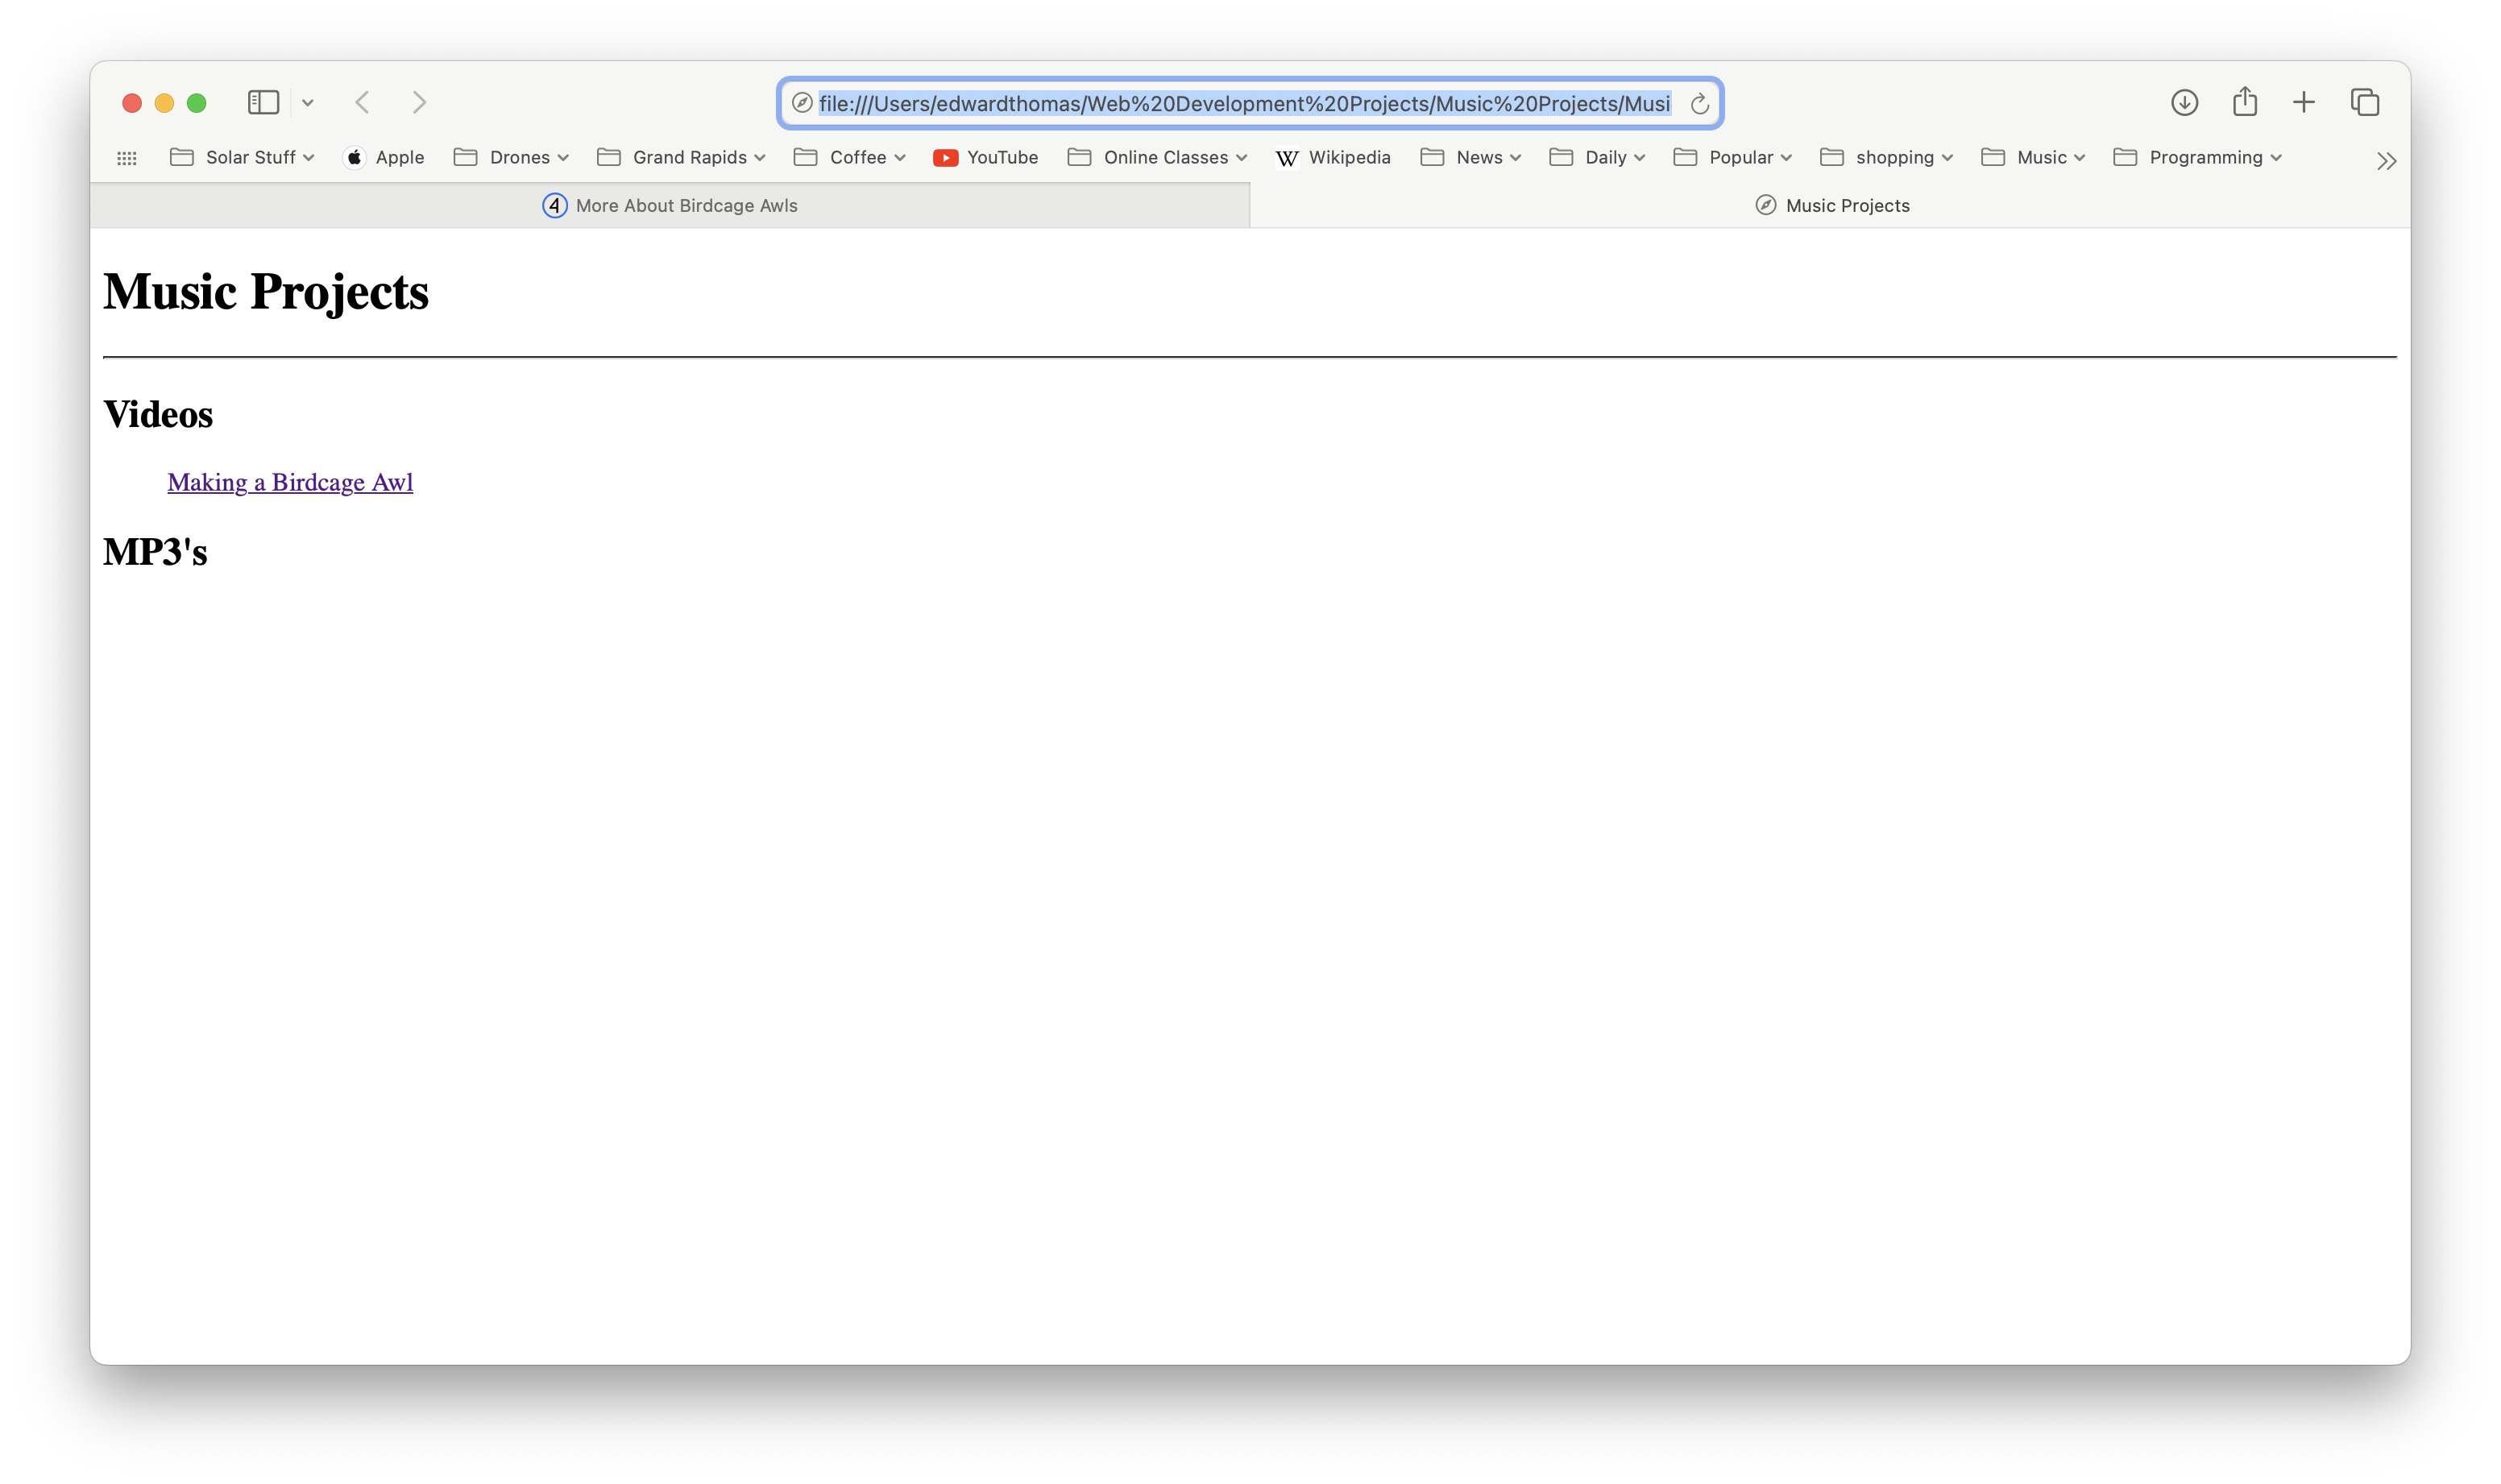 file:///Users/edwardthomas/Web%20Development%20Projects/Music%20Projects/Musi
Solar Stuff Apple Drones Grand Rapids Coffee YouTube Online Classes W Wikipedia News Daily Popular shopping Music Programming
4 More About Birdcage Awls Music Projects
Music Projects
Videos
Making a Birdcage Awl
MP3's